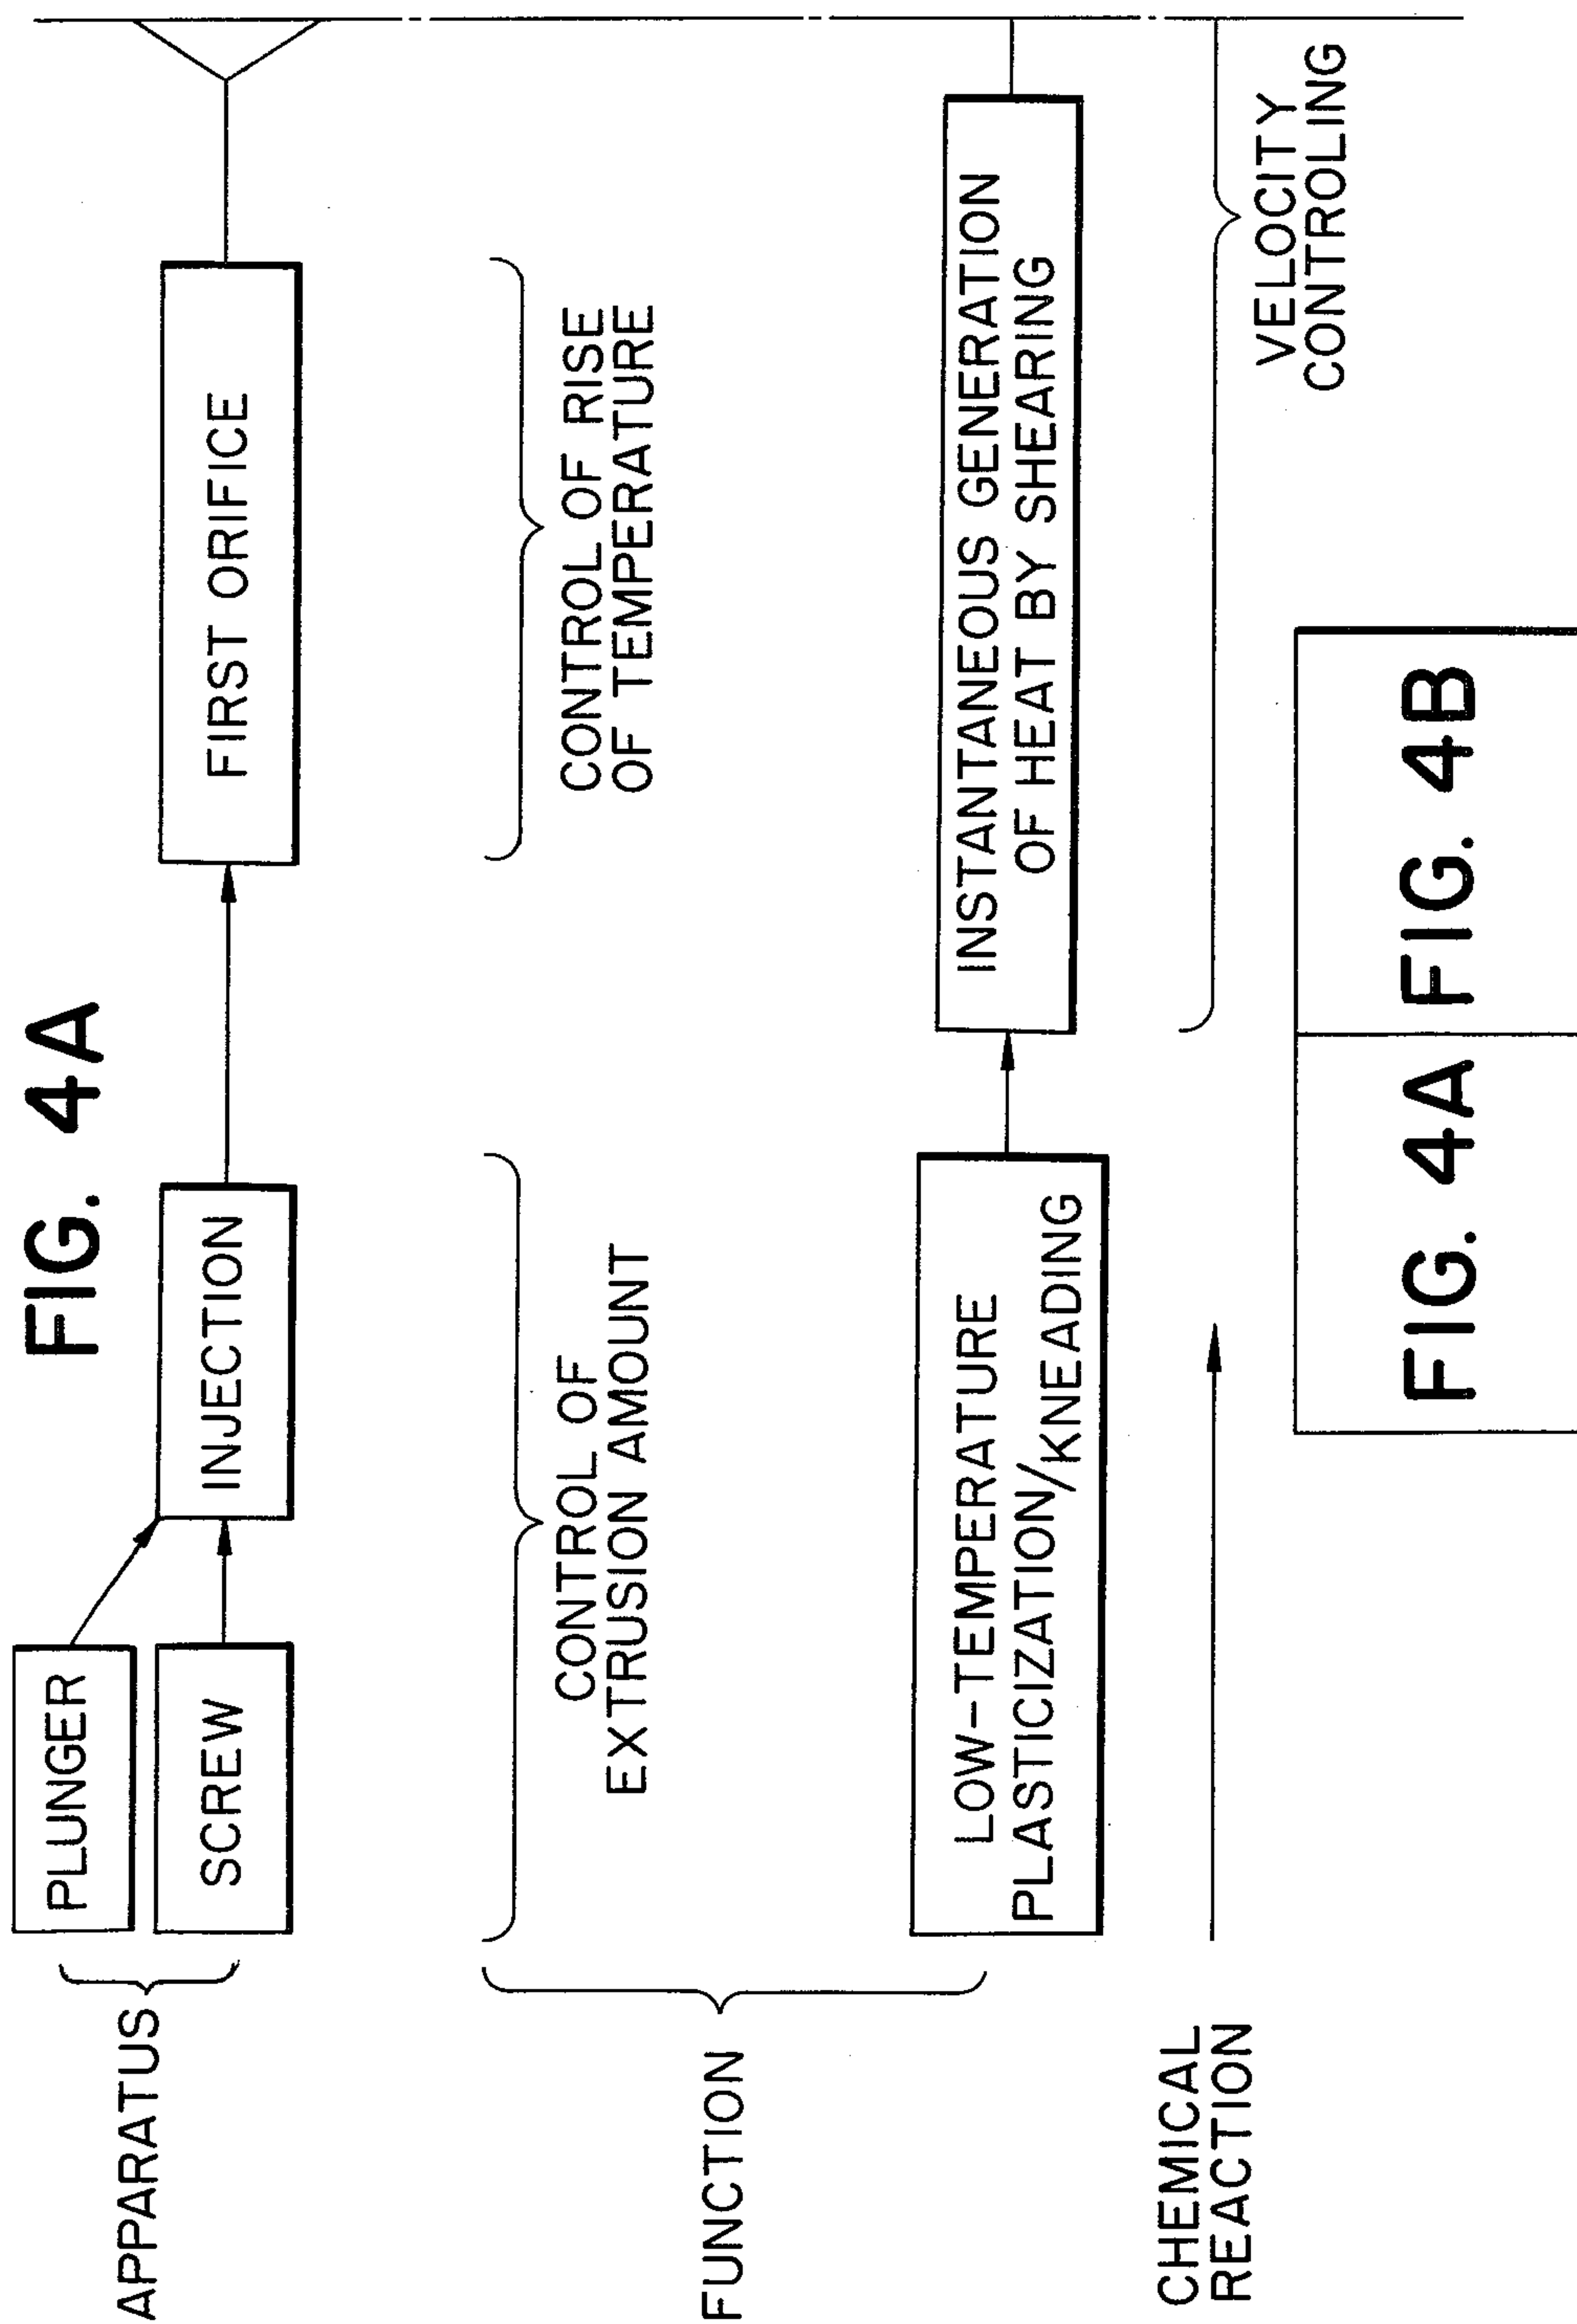 FIG. 4A
APPARATUS
PLUNGER
SCREW
INJECTION
FIRST ORIFICE
FUNCTION
CONTROL OF
EXTRUSION AMOUNT
CONTROL OF RISE
OF TEMPERATURE
LOW-TEMPERATURE
PLASTICIZATION/KNEADING
INSTANTANEOUS GENERATION
OF HEAT BY SHEARING
CHEMICAL
REACTION
VELOCITY
CONTROLING
FIG. 4A FIG. 4B